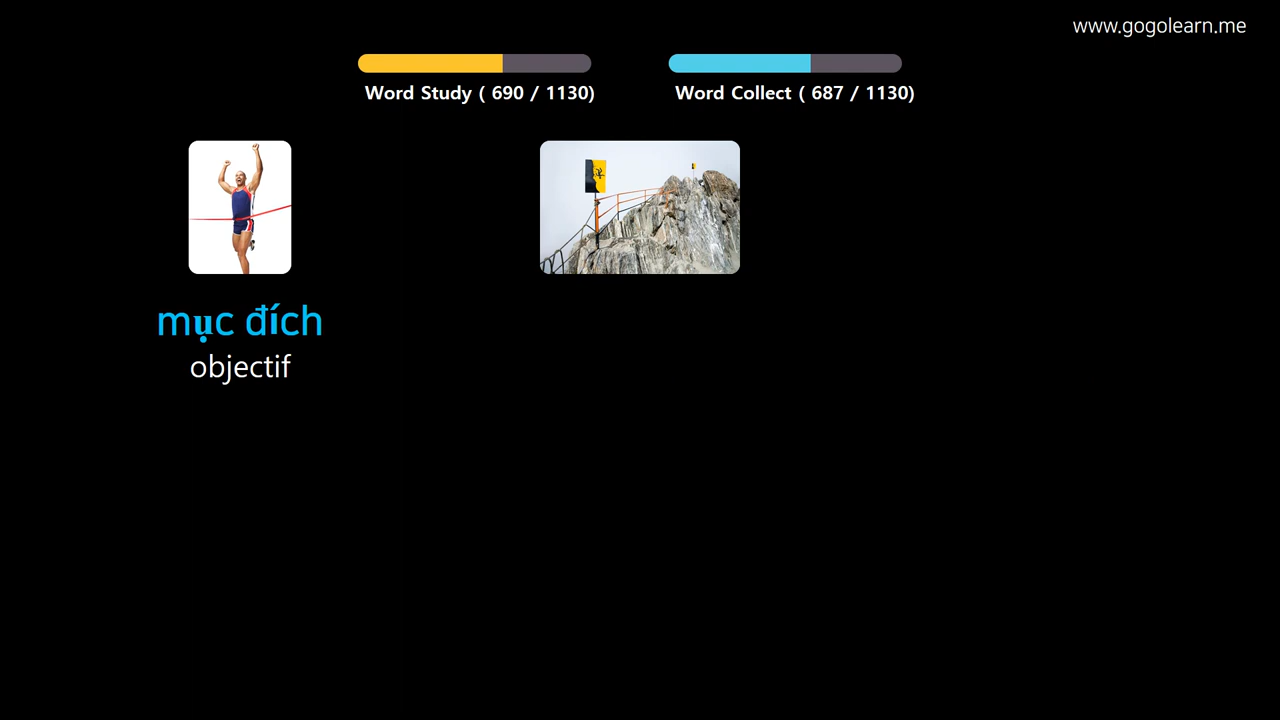 www.gogolearn.me
Word Study ( 690 / 1130)
Word Collect ( 687 / 1130)
mục đích
objectif